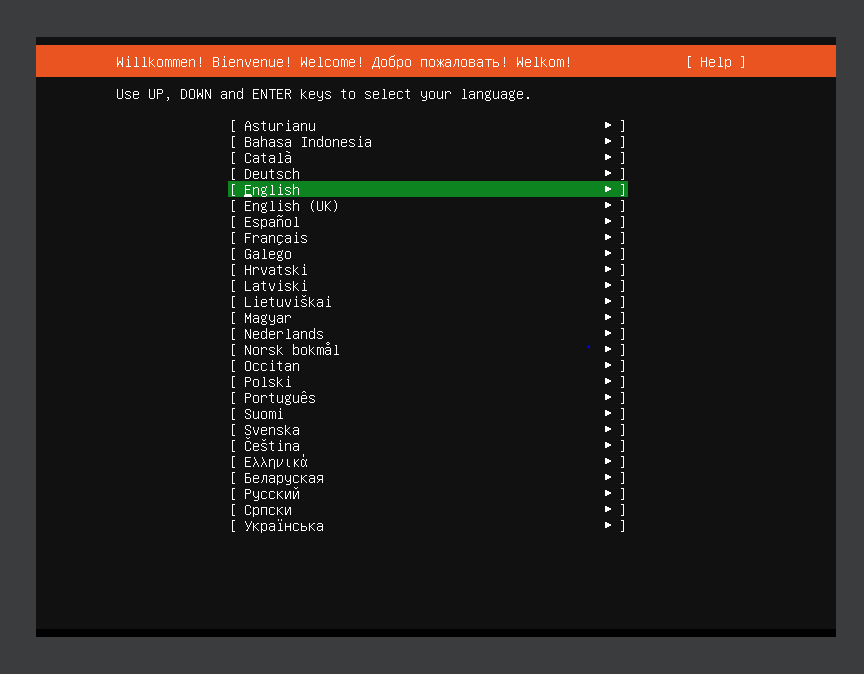 Willkommen! Bienvenue! Welcome! Добро пожаловать! Welkom! [ Help ]
Use UP, DOWN and ENTER keys to select your language.
[ Asturianu ► ]
[ Bahasa Indonesia ► ]
[ Català ► ]
[ Deutsch ► ]
[ English ► ]
[ English (UK) ► ]
[ Español ► ]
[ Français ► ]
[ Galego ► ]
[ Hrvatski ► ]
[ Latviski ► ]
[ Lietuviškai ► ]
[ Magyar ► ]
[ Nederlands ► ]
[ Norsk bokmål ► ]
[ Occitan ► ]
[ Polski ► ]
[ Português ► ]
[ Suomi ► ]
[ Svenska ► ]
[ Čeština ► ]
[ Ελληνικά ► ]
[ Беларуская ► ]
[ Русский ► ]
[ Српски ► ]
[ Українська ► ]